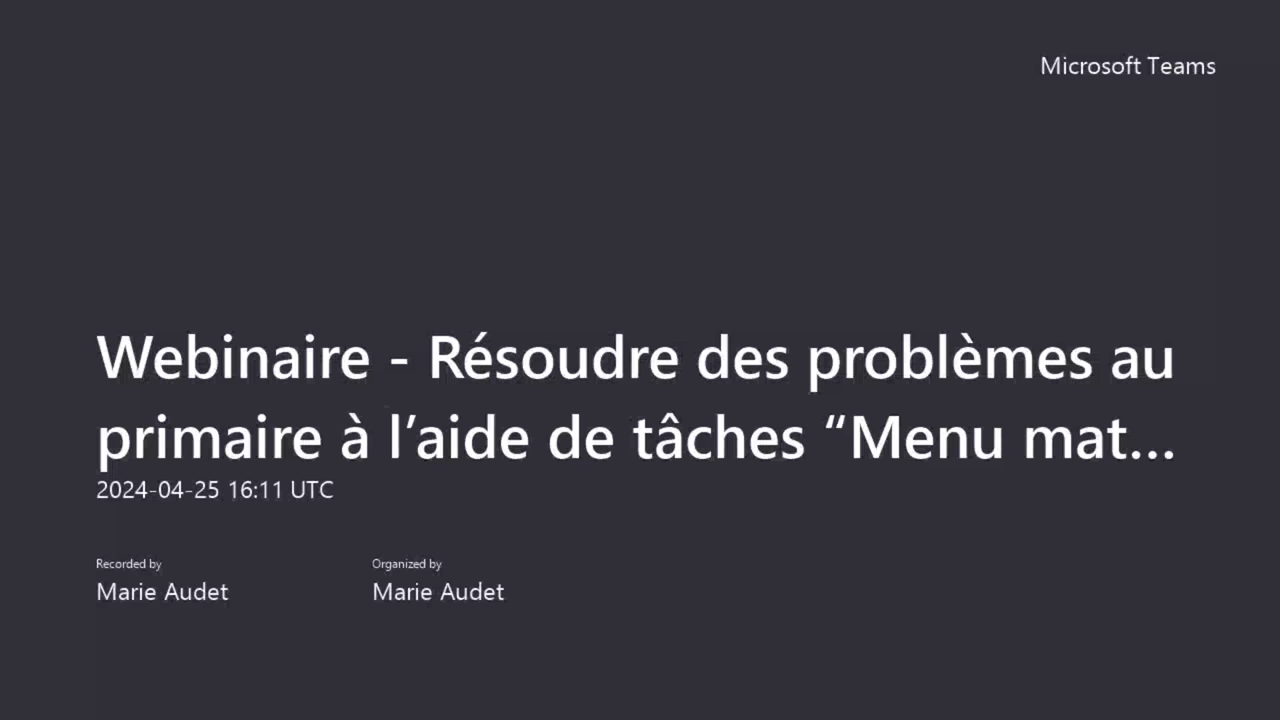 Microsoft Teams
Webinaire - Résoudre des problèmes au
primaire à l’aide de tâches “Menu mat...
2024-04-25 16:11 UTC
Recorded by
Marie Audet
Organized by
Marie Audet